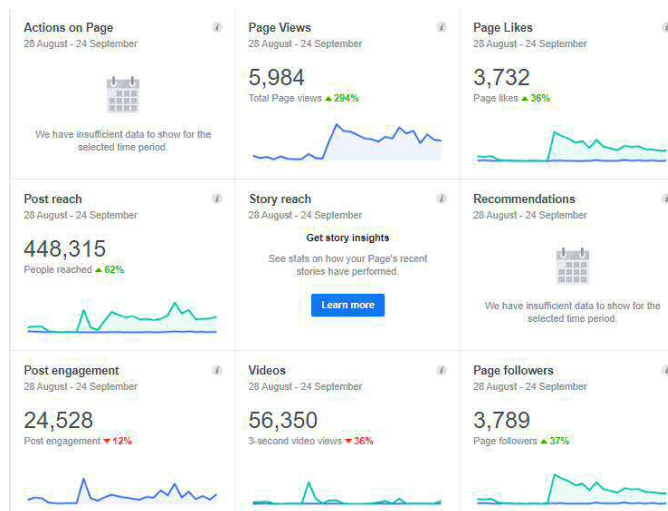 Actions on Page
28 August - 24 September
We have insufficient data to show for the
selected time period.
Page Views
28 August - 24 September
5,984
Total Page views ▲ 294%
Page Likes
28 August - 24 September
3,732
Page likes ▲ 36%
Post reach
28 August - 24 September
448,315
People reached ▲ 62%
Story reach
28 August - 24 September
Get story insights
See stats on how your Page's recent
stories have performed.
Learn more
Recommendations
28 August - 24 September
We have insufficient data to show for the
selected time period.
Post engagement
28 August - 24 September
24,528
Post engagement ▼ 12%
Videos
28 August - 24 September
56,350
3-second video views ▼ 36%
Page followers
28 August - 24 September
3,789
Page followers ▲ 37%